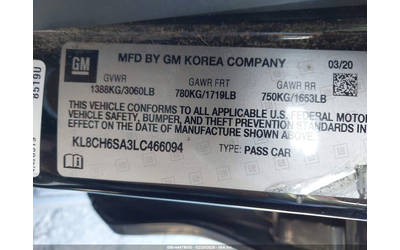 GM
MFD BY GM KOREA COMPANY
03/20
GVWR GAWR FRT GAWR RR
1388KG/3060LB 780KG/1719LB 750KG/1653LB
THIS VEHICLE CONFORMS TO ALL APPLICABLE U.S. FEDERAL
VEHICLE SAFETY, BUMPER, AND THEFT
PREVENTION STANDARDS IN EFFECT ON THE
DATE OF MANUFACTURE SHOWN ABOVE.
KL8CH6SA3LC466094 TYPE: PASS CAR